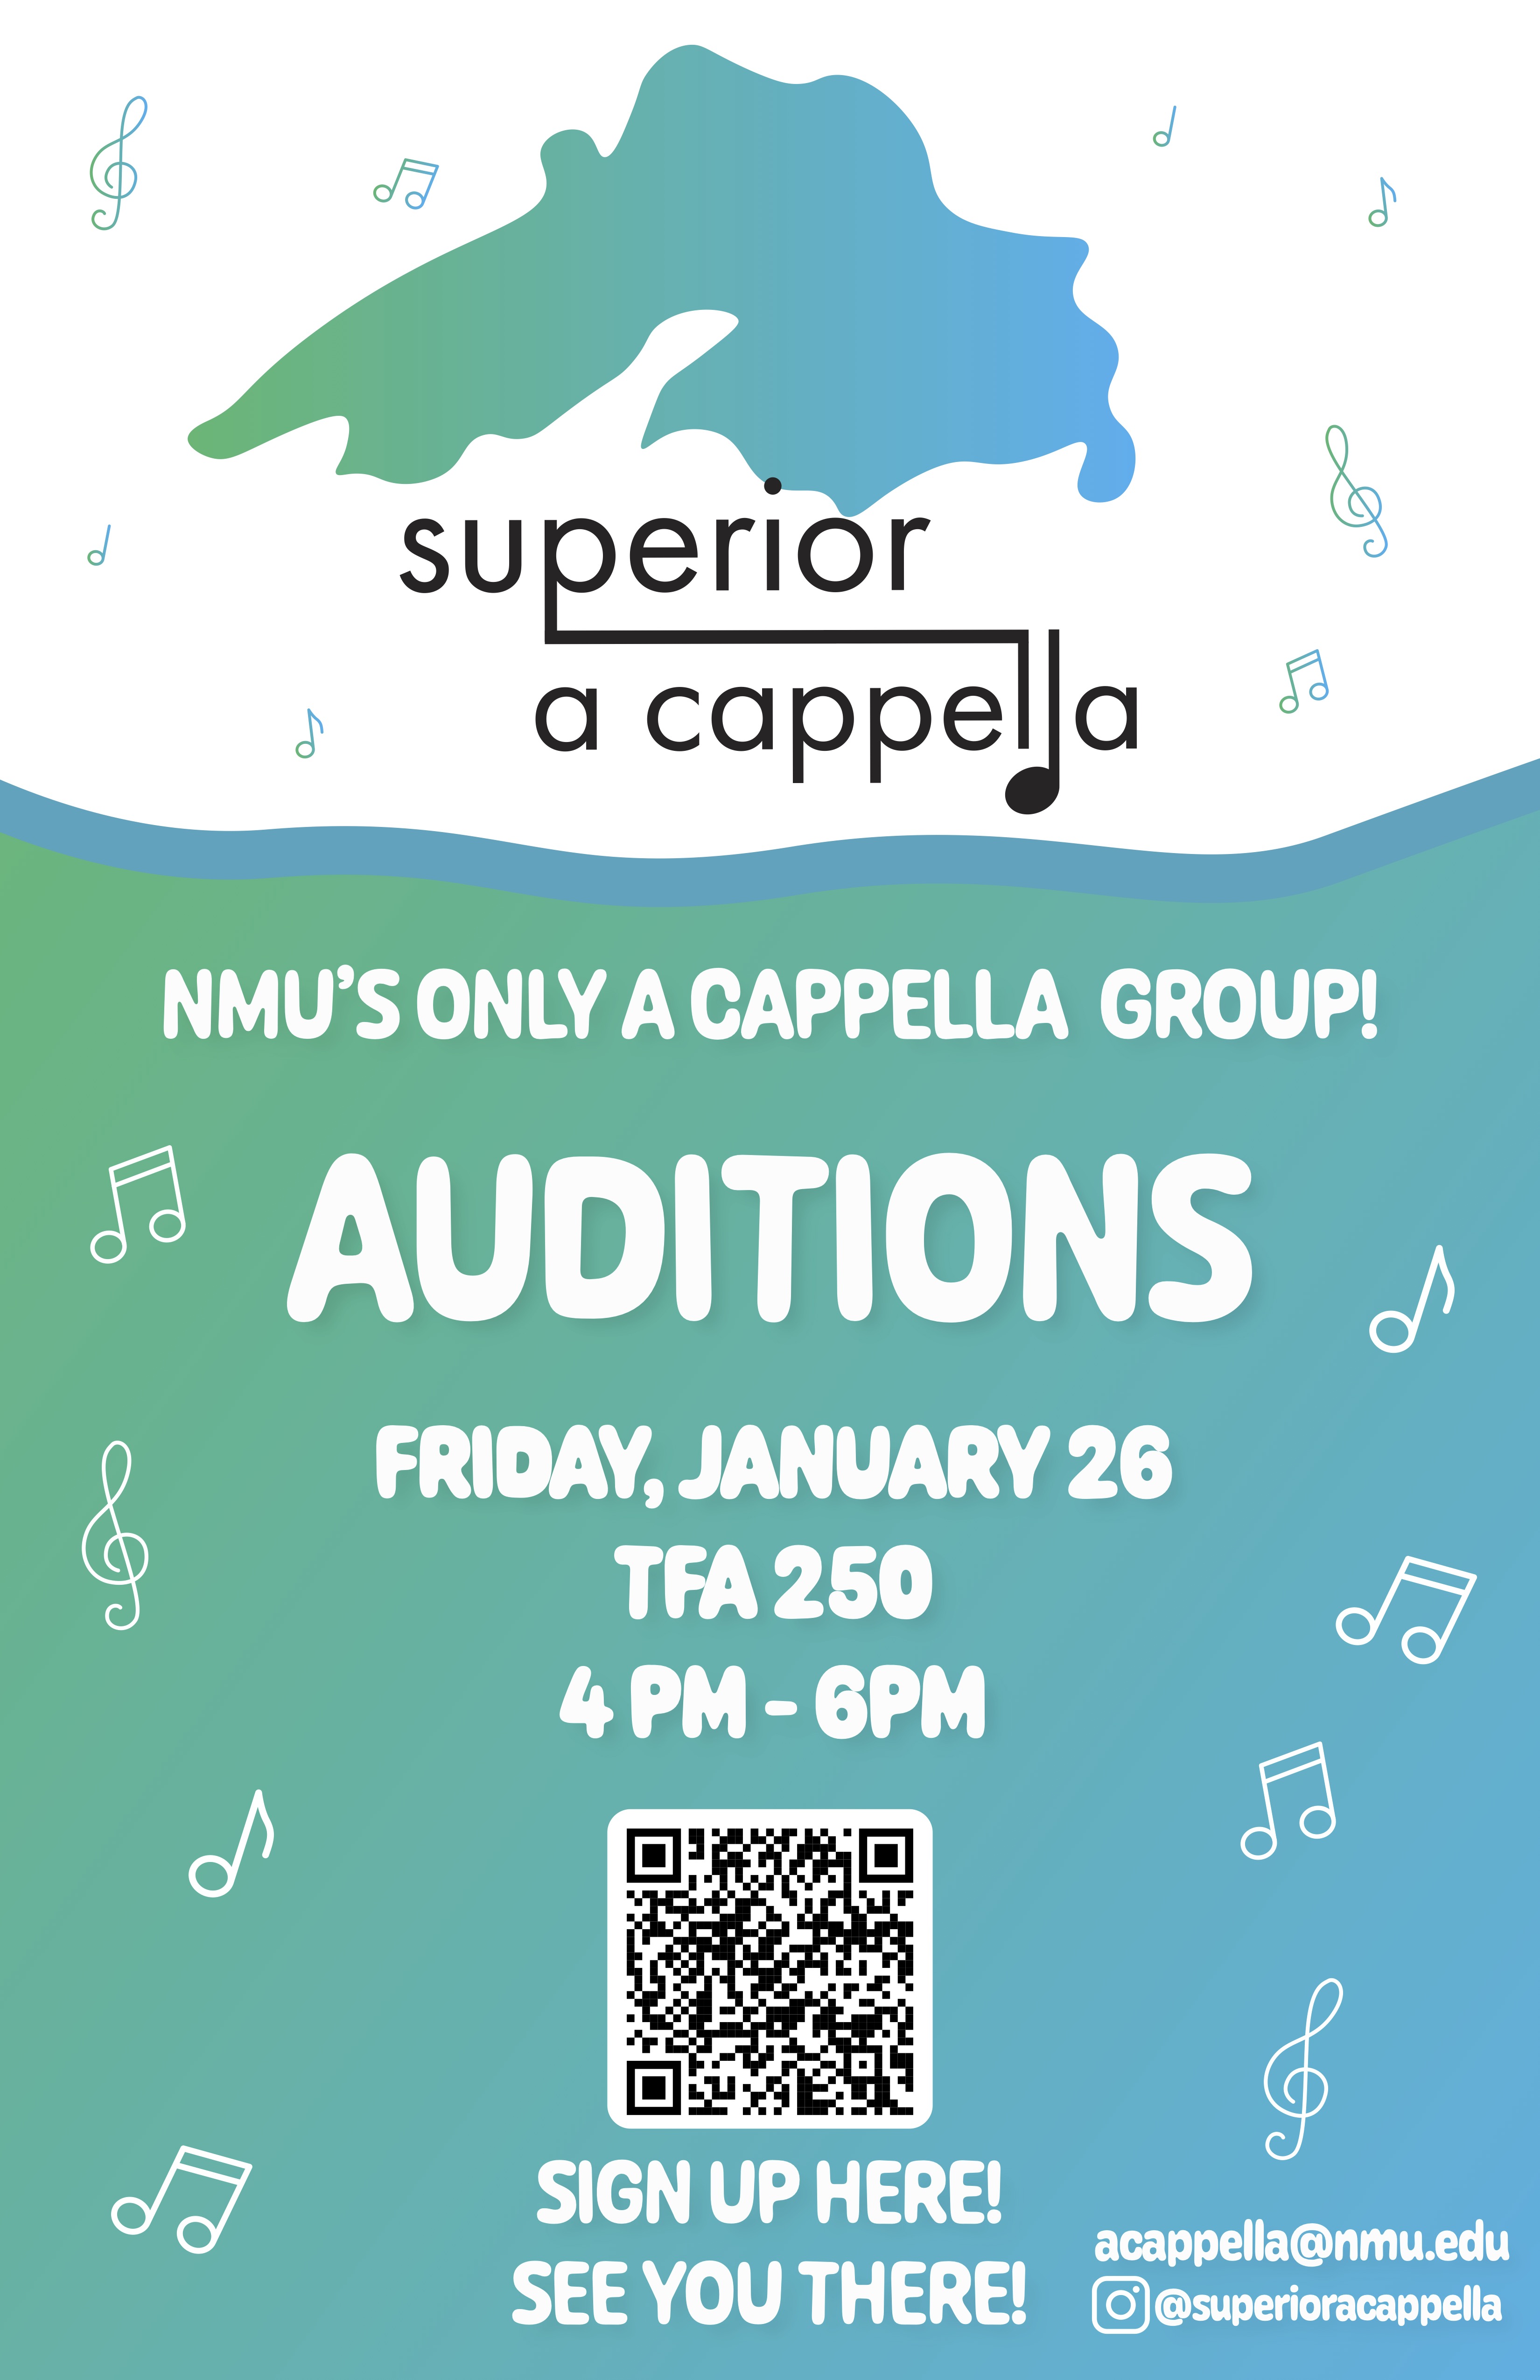 superior
a cappella
NMU'S ONLY A CAPPELLA GROUP!
AUDITIONS
FRIDAY, JANUARY 26
TFA 250
4 PM - 6PM
SIGN UP HERE!
SEE YOU THERE!
acappella@nmu.edu
@superioracappella